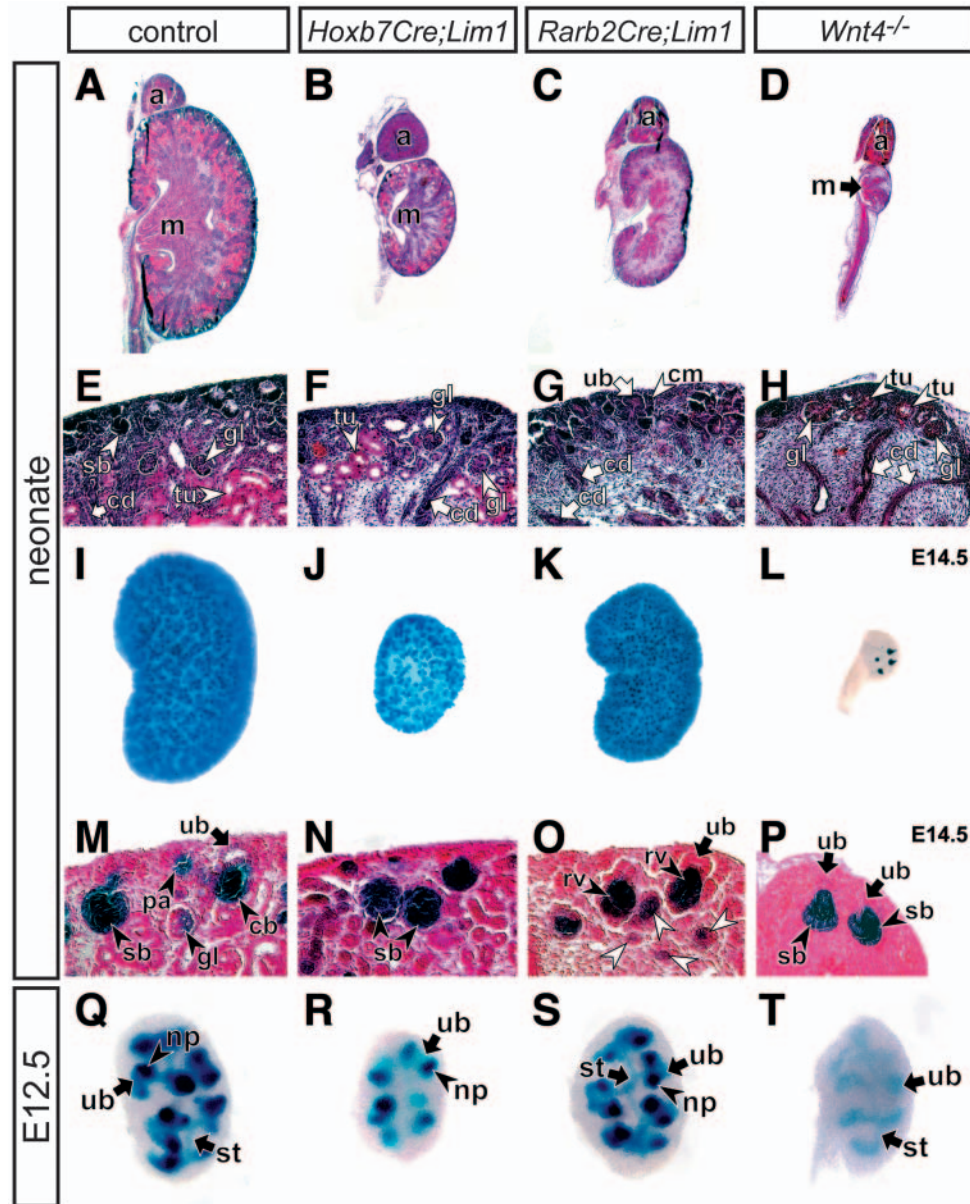 control Hoxb7Cre;Lim1 Rarb2Cre;Lim1 Wnt4-/-
neonate
A B C D
a a a a
m m m
E F G H
ub cm tu tu
sb gl tu gl gl cd
cd tu cd gl cd gl
I J K L E14.5
M N O P E14.5
ub ub ub ub
pa rv rv sb
sb gl cb sb sb
E12.5
Q R S T
np ub st ub ub
ub st np np st